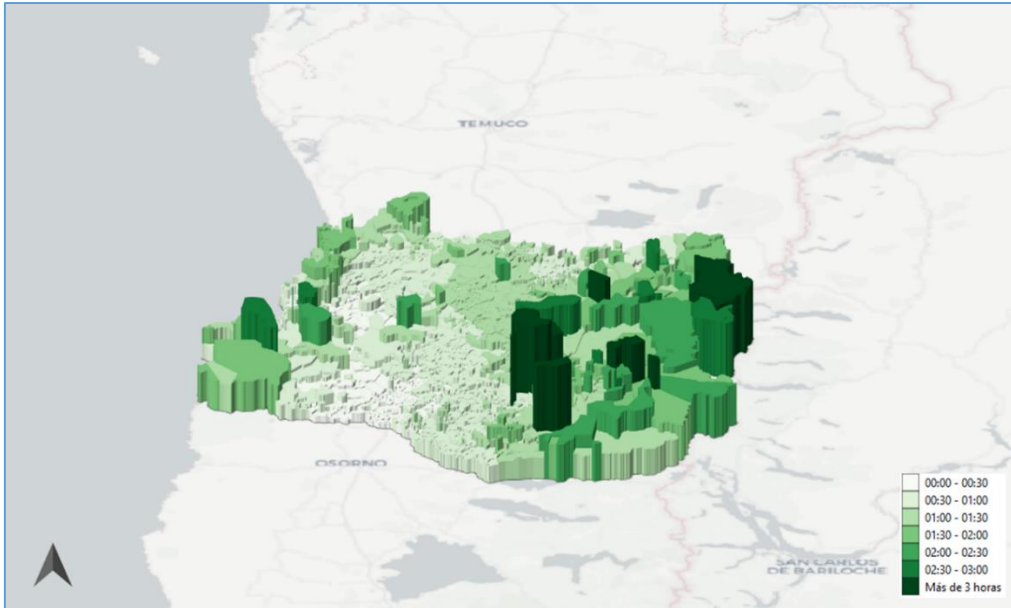 TEMUCO
OSORNO
SAN CARLOS
DE BARILOCHE
00:00 - 00:30
00:30 - 01:00
01:00 - 01:30
01:30 - 02:00
02:00 - 02:30
02:30 - 03:00
Más de 3 horas